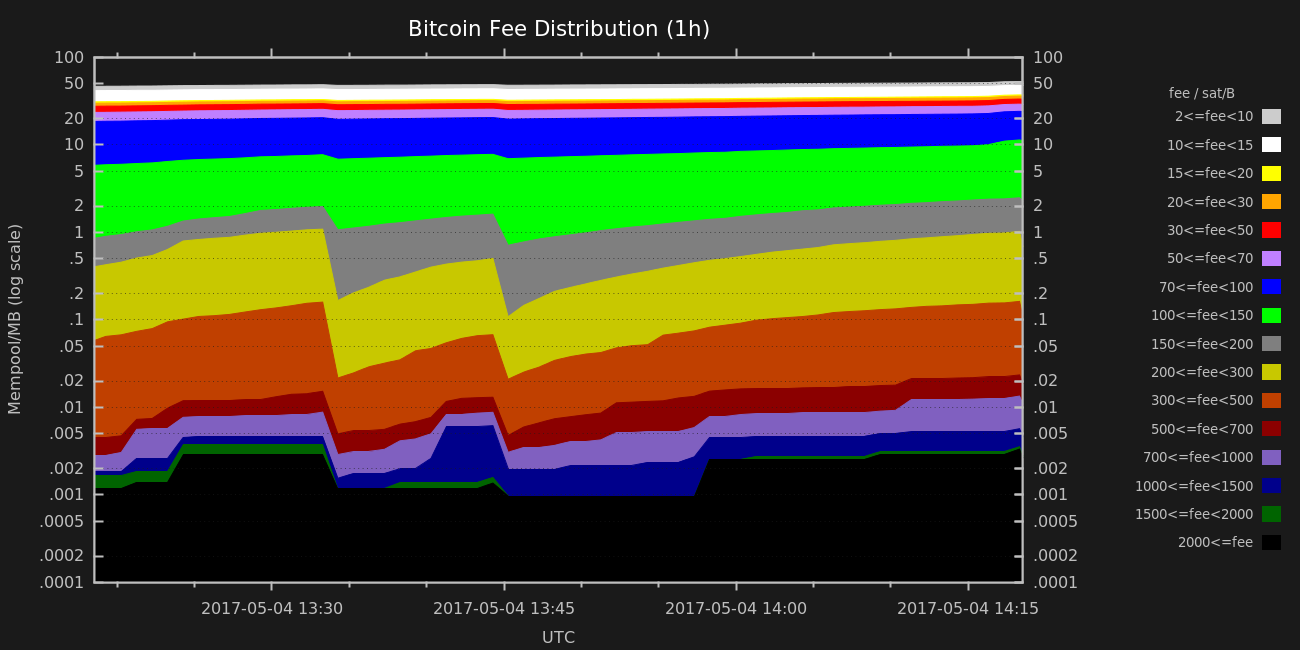 Bitcoin Fee Distribution (1h)
Mempool/MB (log scale)
100
50
20
10
5
2
1
.5
.2
.1
.05
.02
.01
.005
.002
.001
.0005
.0002
.0001
100
50
20
10
5
2
1
.5
.2
.1
.05
.02
.01
.005
.002
.001
.0005
.0002
.0001
fee / sat/B
2<=fee<10
10<=fee<15
15<=fee<20
20<=fee<30
30<=fee<50
50<=fee<70
70<=fee<100
100<=fee<150
150<=fee<200
200<=fee<300
300<=fee<500
500<=fee<700
700<=fee<1000
1000<=fee<1500
1500<=fee<2000
2000<=fee
2017-05-04 13:30
2017-05-04 13:45
2017-05-04 14:00
2017-05-04 14:15
UTC